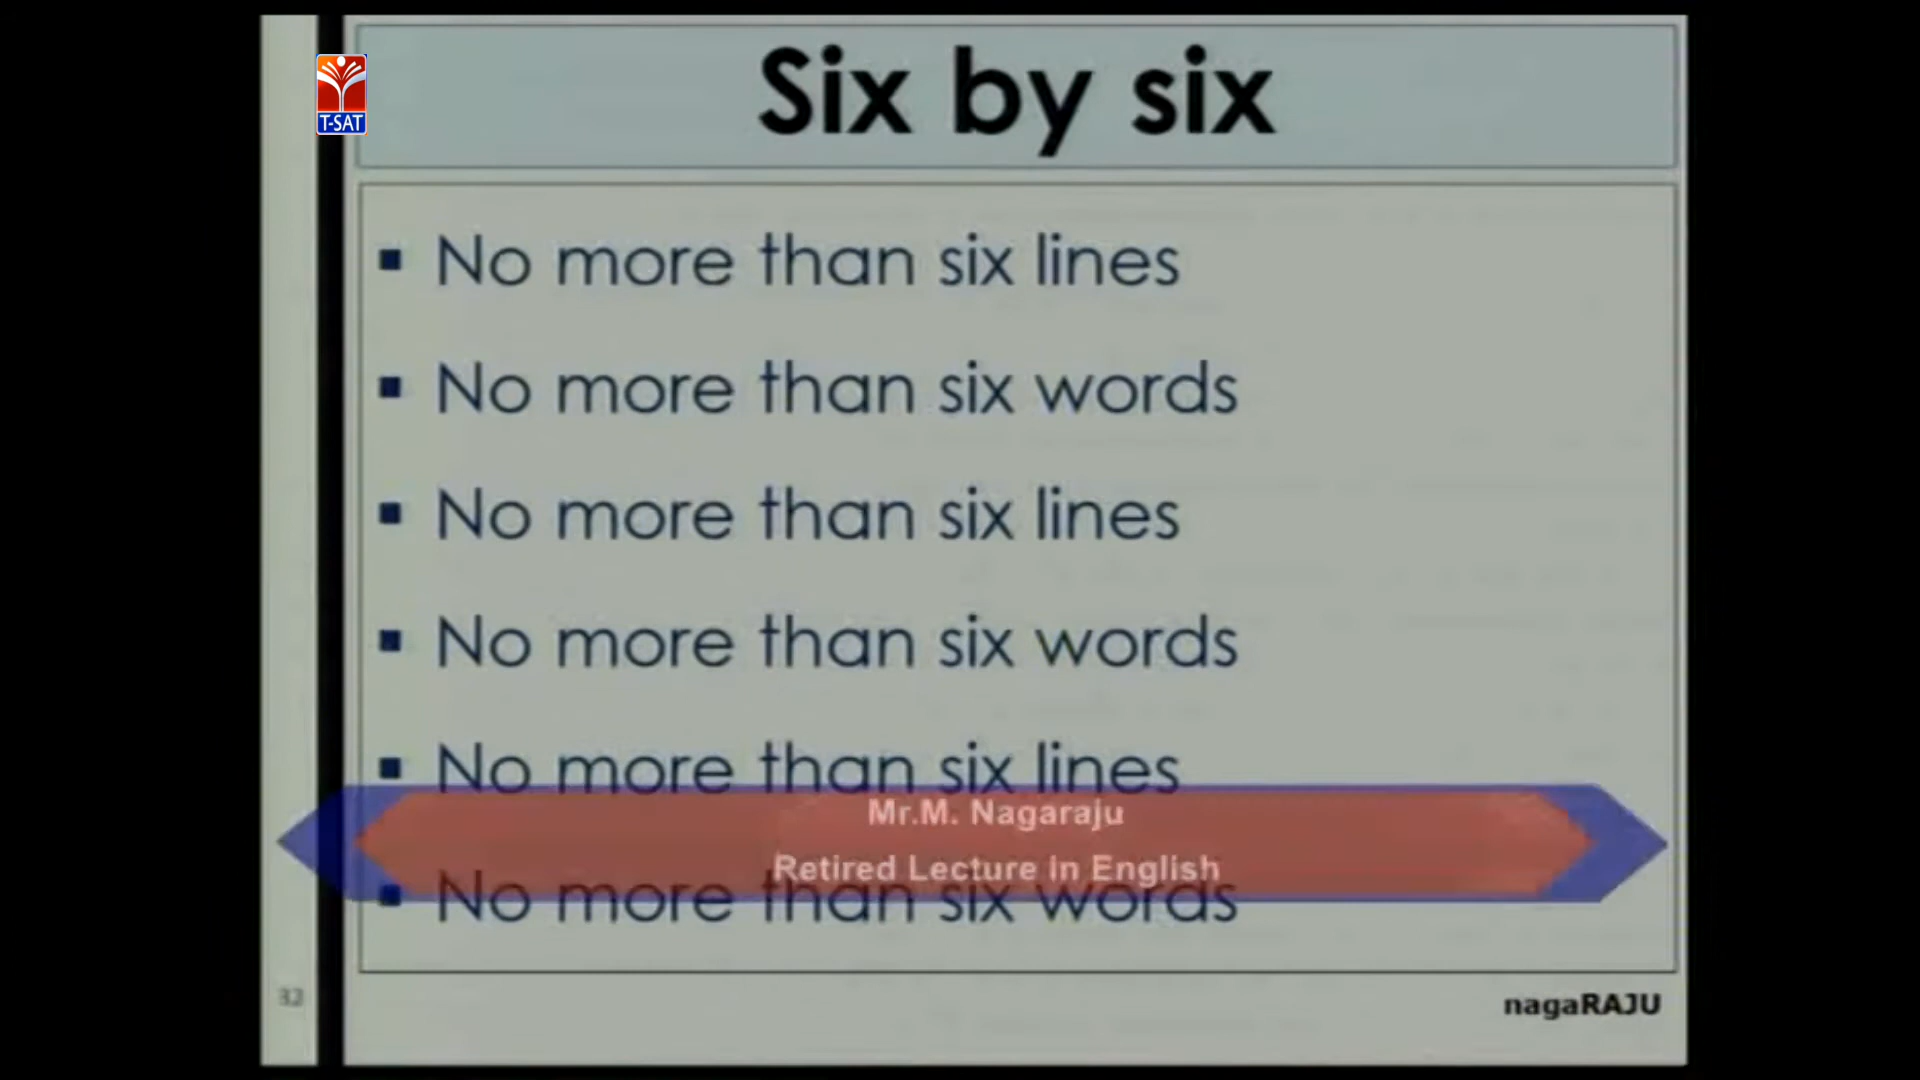 T-SAT
Six by six
▪ No more than six lines
▪ No more than six words
▪ No more than six lines
▪ No more than six words
▪ No more than six lines
Mr.M. Nagaraju
Retired Lecture in English
▪ No more than six words
32
nagaRAJU